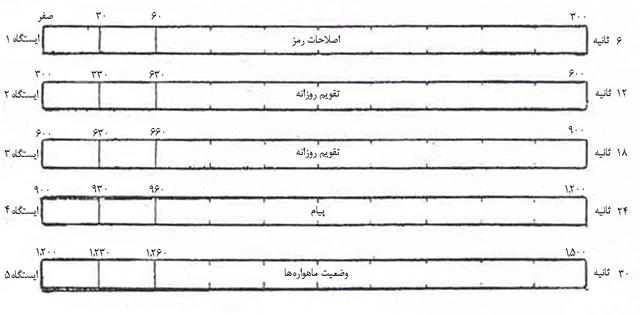 صفر ۳۰ ۶۰ ۳۰۰
۶ ثانیه اصلاحات رمز ایستگاه ۱
۳۰۰ ۳۳۰ ۶۳۰ ۶۰۰
۱۲ ثانیه تقویم روزانه ایستگاه ۲
۶۰۰ ۶۳۰ ۶۶۰ ۹۰۰
۱۸ ثانیه تقویم روزانه ایستگاه ۳
۹۰۰ ۹۳۰ ۹۶۰ ۱,۲۰۰
۲۴ ثانیه پیام ایستگاه ۴
۱,۲۰۰ ۱,۲۳۰ ۱,۲۶۰ ۱,۵۰۰
۳۰ ثانیه وضعیت ماهواره‌ها ایستگاه ۵